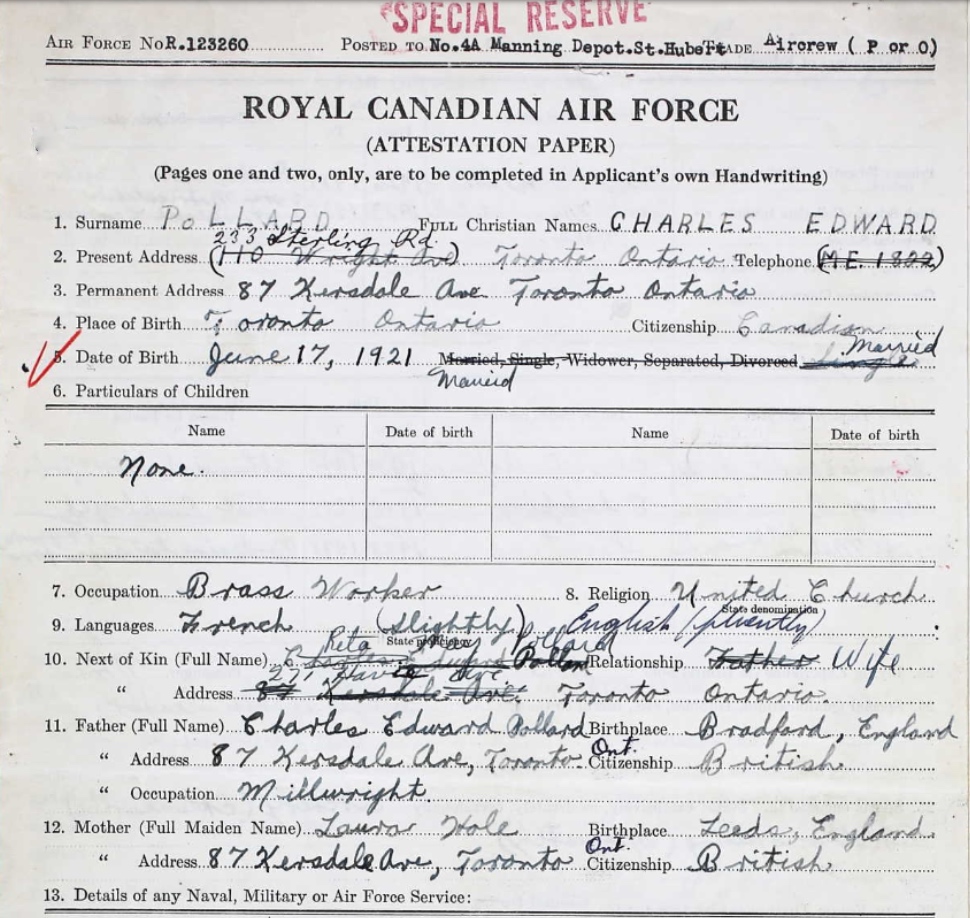 SPECIAL RESERVE
AIR FORCE No R.123260 POSTED TO No.4A Manning Depot.St.Hubert TRADE Aircrew ( P or O)
ROYAL CANADIAN AIR FORCE
(ATTESTATION PAPER)
(Pages one and two, only, are to be completed in Applicant's own Handwriting)
1. Surname POLLARD FULL Christian Names CHARLES EDWARD
233 Sterling Rd.
2. Present Address (110 Wright Ave) Toronto Ontario Telephone (ME. 1822)
3. Permanent Address 87 Kersdale Ave Toronto Ontario
4. Place of Birth Toronto Ontario Citizenship Canadian
Married
5. Date of Birth June 17, 1921 Married, Single, Widower, Separated, Divorced Single
Married
6. Particulars of Children
Name Date of birth Name Date of birth
None.
7. Occupation Brass Worker 8. Religion United Church
State denomination
9. Languages French (slightly) English (fluently)
State proficiency
Rita Pollard
10. Next of Kin (Full Name) Edward Pollard Relationship Father Wife
" Address 87 Kersdale Ave. Toronto Ontario.
11. Father (Full Name) Charles Edward Pollard Birthplace Bradford, England
" Address 87 Kersdale Ave, Toronto Ont. Citizenship British
" Occupation Millwright.
12. Mother (Full Maiden Name) Laura Hole Birthplace Leeds, England
" Address 87 Kersdale Ave, Toronto Ont. Citizenship British
13. Details of any Naval, Military or Air Force Service: